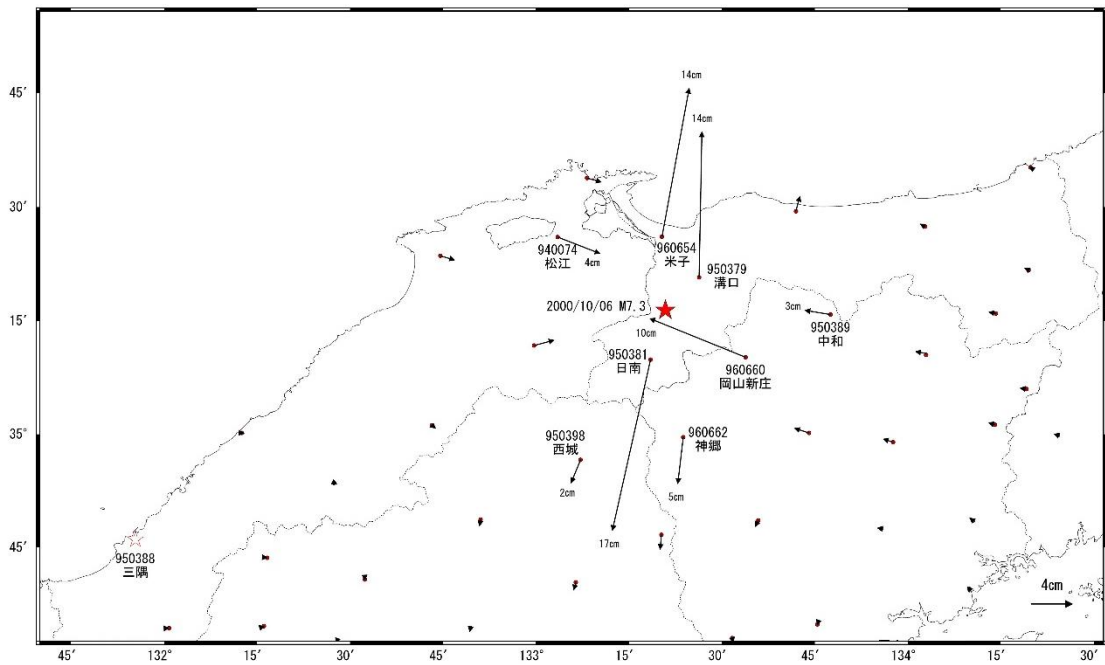 14cm
45′
14cm
30′
940074
松江
4cm
960654
米子
950379
溝口
2000/10/06 M7.3
15′
10cm
3cm
950389
中和
950381
日南
960660
岡山新庄
35′
950398
西城
960662
神郷
2cm
5cm
17cm
45′
950388
三隅
4cm
45′ 132° 15′ 30′ 45′ 133° 15′ 30′ 45′ 134° 15′ 30′